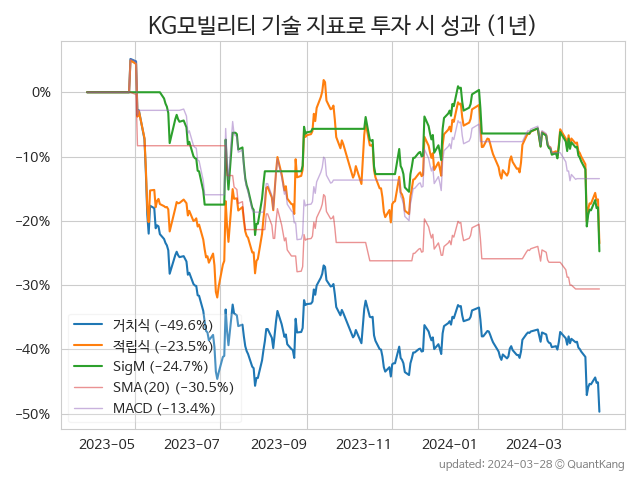 KG모빌리티 기술 지표로 투자 시 성과 (1년)
0%
−10%
−20%
−30%
−40%
−50%
거치식 (−49.6%)
적립식 (−23.5%)
SigM (−24.7%)
SMA(20) (−30.5%)
MACD (−13.4%)
2023-05 2023-07 2023-09 2023-11 2024-01 2024-03
updated: 2024-03-28 © QuantKang